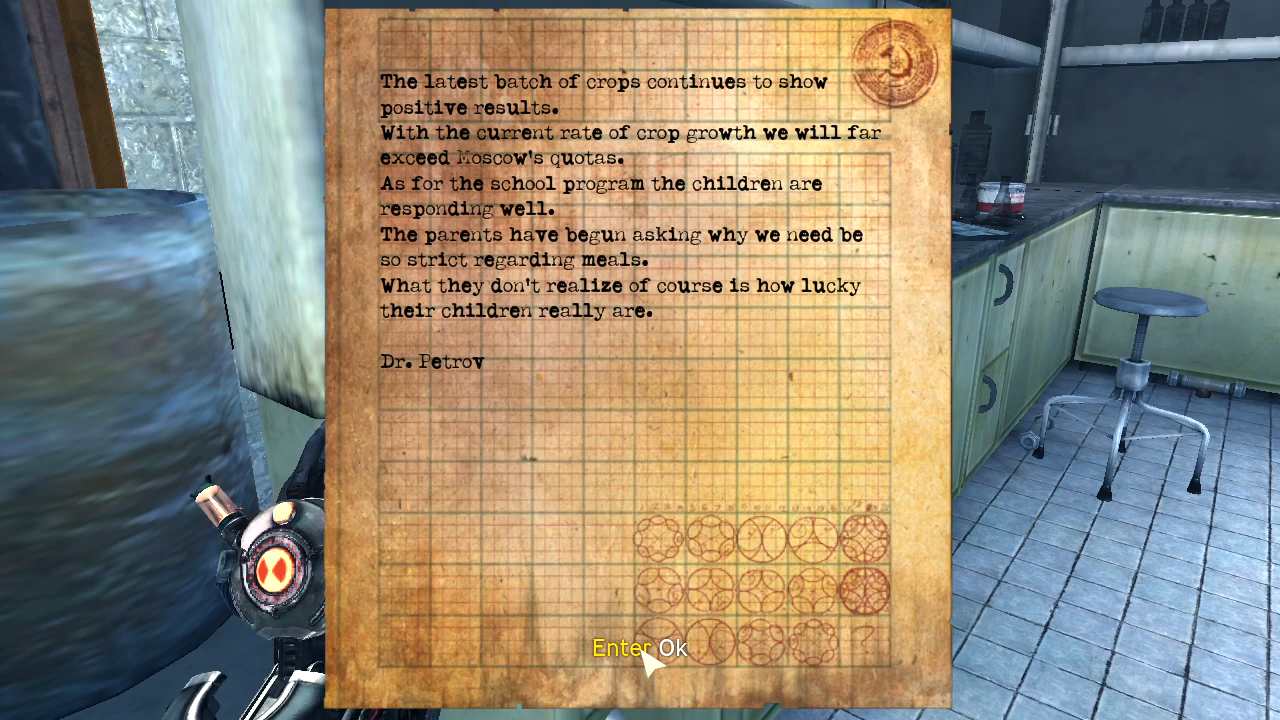 The latest batch of crops continues to show
positive results.
With the current rate of crop growth we will far
exceed Moscow's quotas.
As for the school program the children are
responding well.
The parents have begun asking why we need be
so strict regarding meals.
What they don't realize of course is how lucky
their children really are.
Dr. Petrov
?
Enter Ok